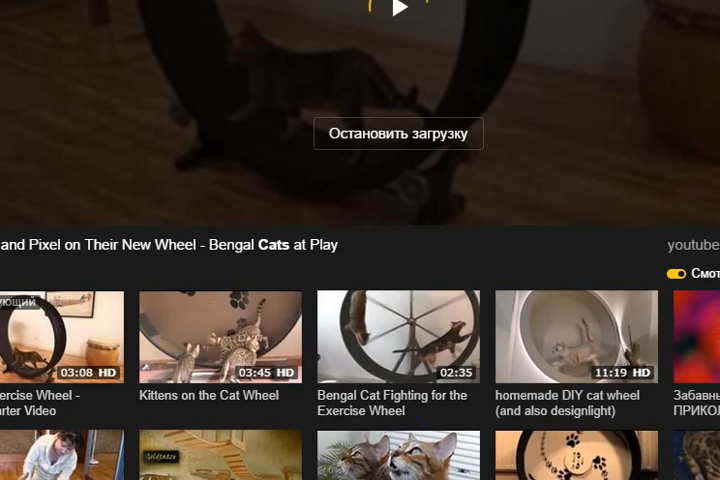 Остановить загрузку
and Pixel on Their New Wheel - Bengal Cats at Play
youtube
Смот
ующий
03:08 HD
03:45 HD
02:35
11:19 HD
ercise Wheel -
rter Video
Kittens on the Cat Wheel
Bengal Cat Fighting for the
Exercise Wheel
homemade DIY cat wheel
(and also designlight)
Забавны
ПРИКОЛ